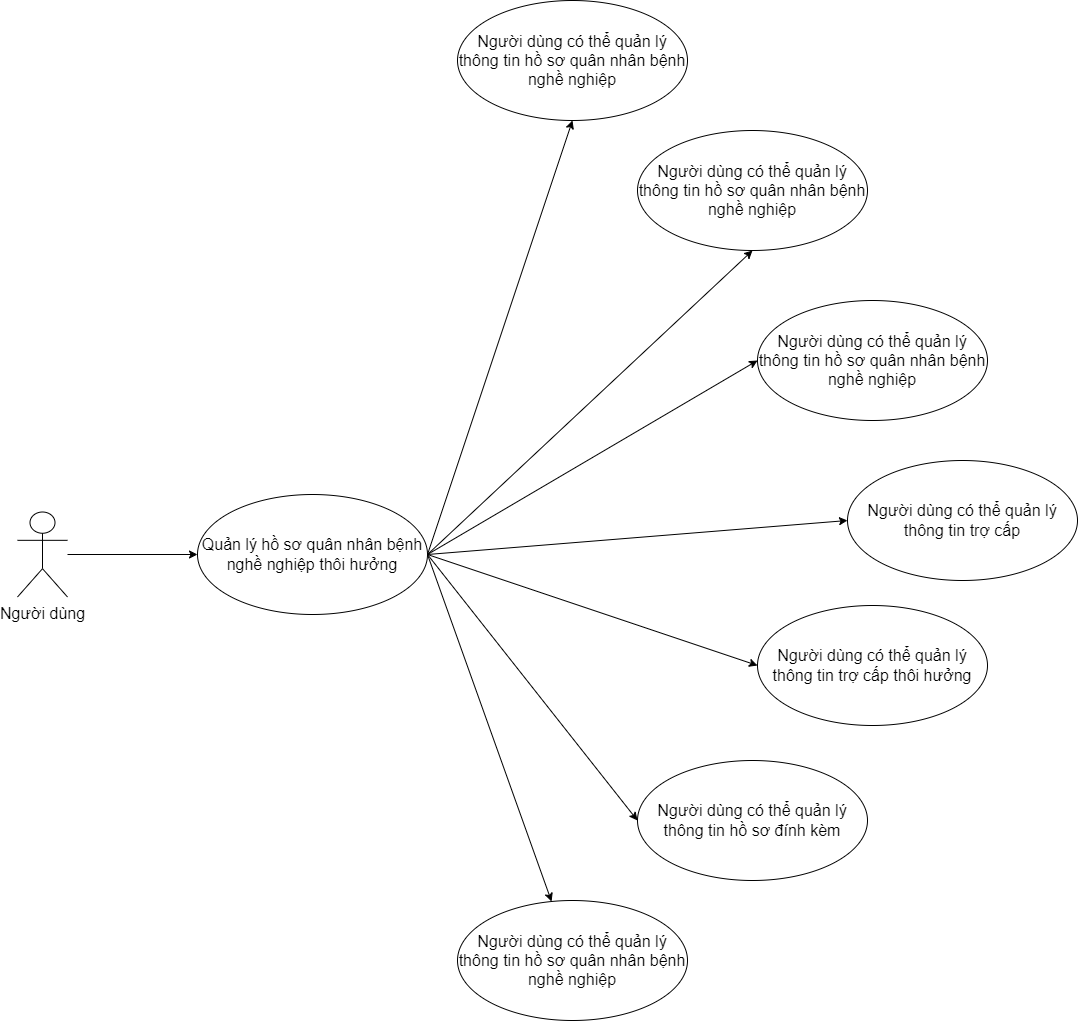 Người dùng có thể quản lý
thông tin hồ sơ quân nhân bệnh
nghề nghiệp
Người dùng có thể quản lý
thông tin hồ sơ quân nhân bệnh
nghề nghiệp
Người dùng có thể quản lý
thông tin hồ sơ quân nhân bệnh
nghề nghiệp
Người dùng có thể quản lý
thông tin trợ cấp
Quản lý hồ sơ quân nhân bệnh
nghề nghiệp thôi hưởng
Người dùng
Người dùng có thể quản lý
thông tin trợ cấp thôi hưởng
Người dùng có thể quản lý
thông tin hồ sơ đính kèm
Người dùng có thể quản lý
thông tin hồ sơ quân nhân bệnh
nghề nghiệp